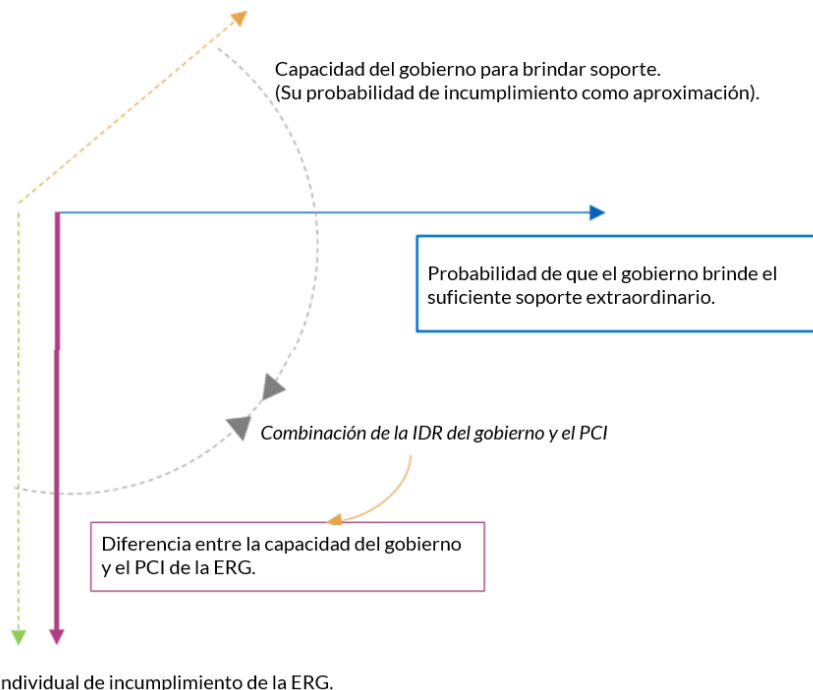 Capacidad del gobierno para brindar soporte.
(Su probabilidad de incumplimiento como aproximación).
Probabilidad de que el gobierno brinde el
suficiente soporte extraordinario.
Combinación de la IDR del gobierno y el PCI
Diferencia entre la capacidad del gobierno
y el PCI de la ERG.
individual de incumplimiento de la ERG.